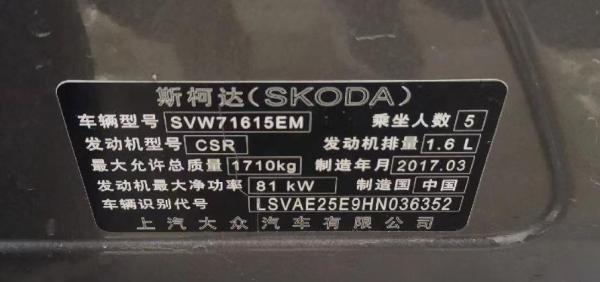 斯柯达(SKODA)
车辆型号 SVW71615EM 乘坐人数 5
发动机型号 CSR 发动机排量 1.6 L
最大允许总质量 1710kg 制造年月 2017.03
发动机最大净功率 81 kW 制造国 中国
车辆识别代号 LSVAE25E9HN036352
上汽大众汽车有限公司